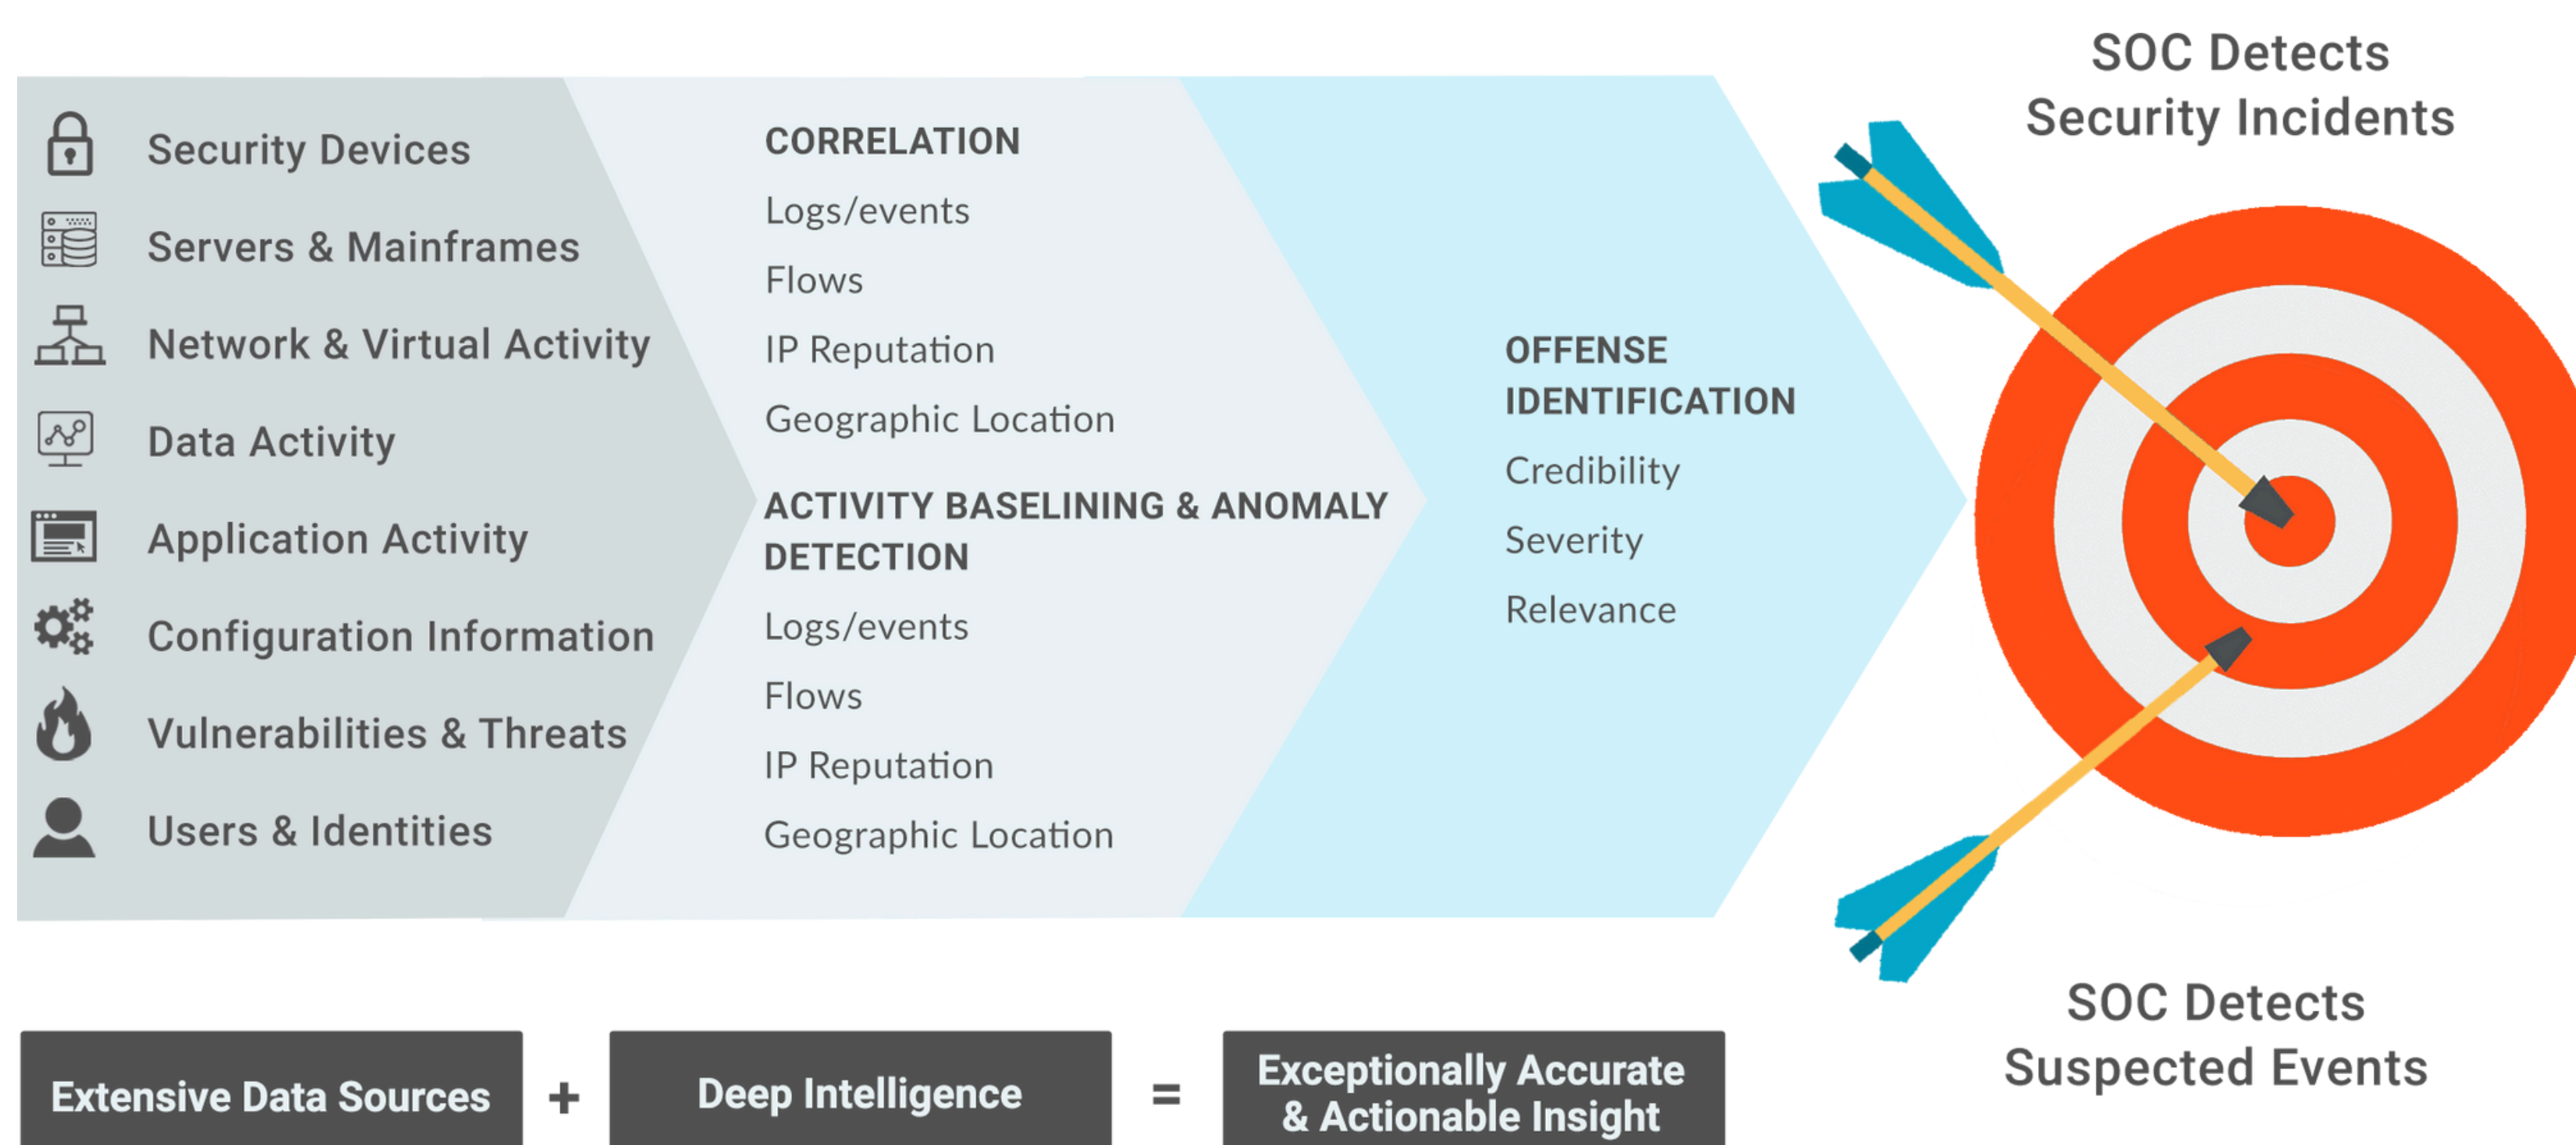 Security Devices
Servers & Mainframes
Network & Virtual Activity
Data Activity
Application Activity
Configuration Information
Vulnerabilities & Threats
Users & Identities
CORRELATION
Logs/events
Flows
IP Reputation
Geographic Location
ACTIVITY BASELINING & ANOMALY
DETECTION
Logs/events
Flows
IP Reputation
Geographic Location
OFFENSE
IDENTIFICATION
Credibility
Severity
Relevance
SOC Detects
Security Incidents
SOC Detects
Suspected Events
Extensive Data Sources
+
Deep Intelligence
=
Exceptionally Accurate
& Actionable Insight